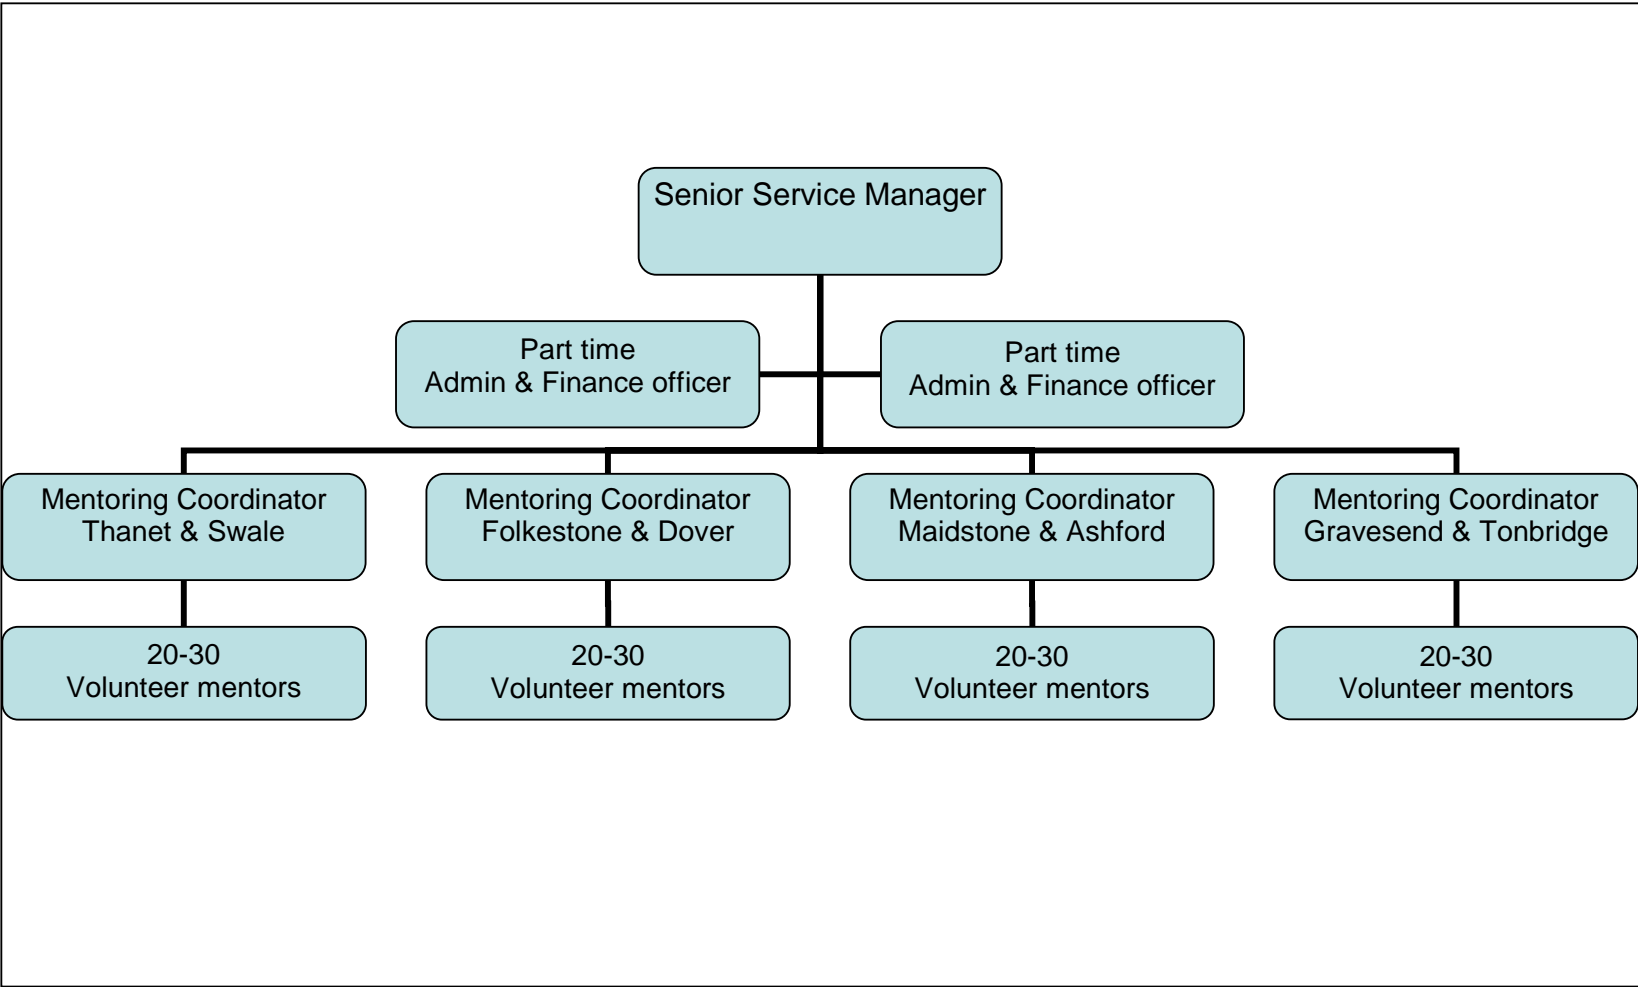 Senior Service Manager
Part time
Admin & Finance officer
Part time
Admin & Finance officer
Mentoring Coordinator
Thanet & Swale
Mentoring Coordinator
Folkestone & Dover
Mentoring Coordinator
Maidstone & Ashford
Mentoring Coordinator
Gravesend & Tonbridge
20-30
Volunteer mentors
20-30
Volunteer mentors
20-30
Volunteer mentors
20-30
Volunteer mentors